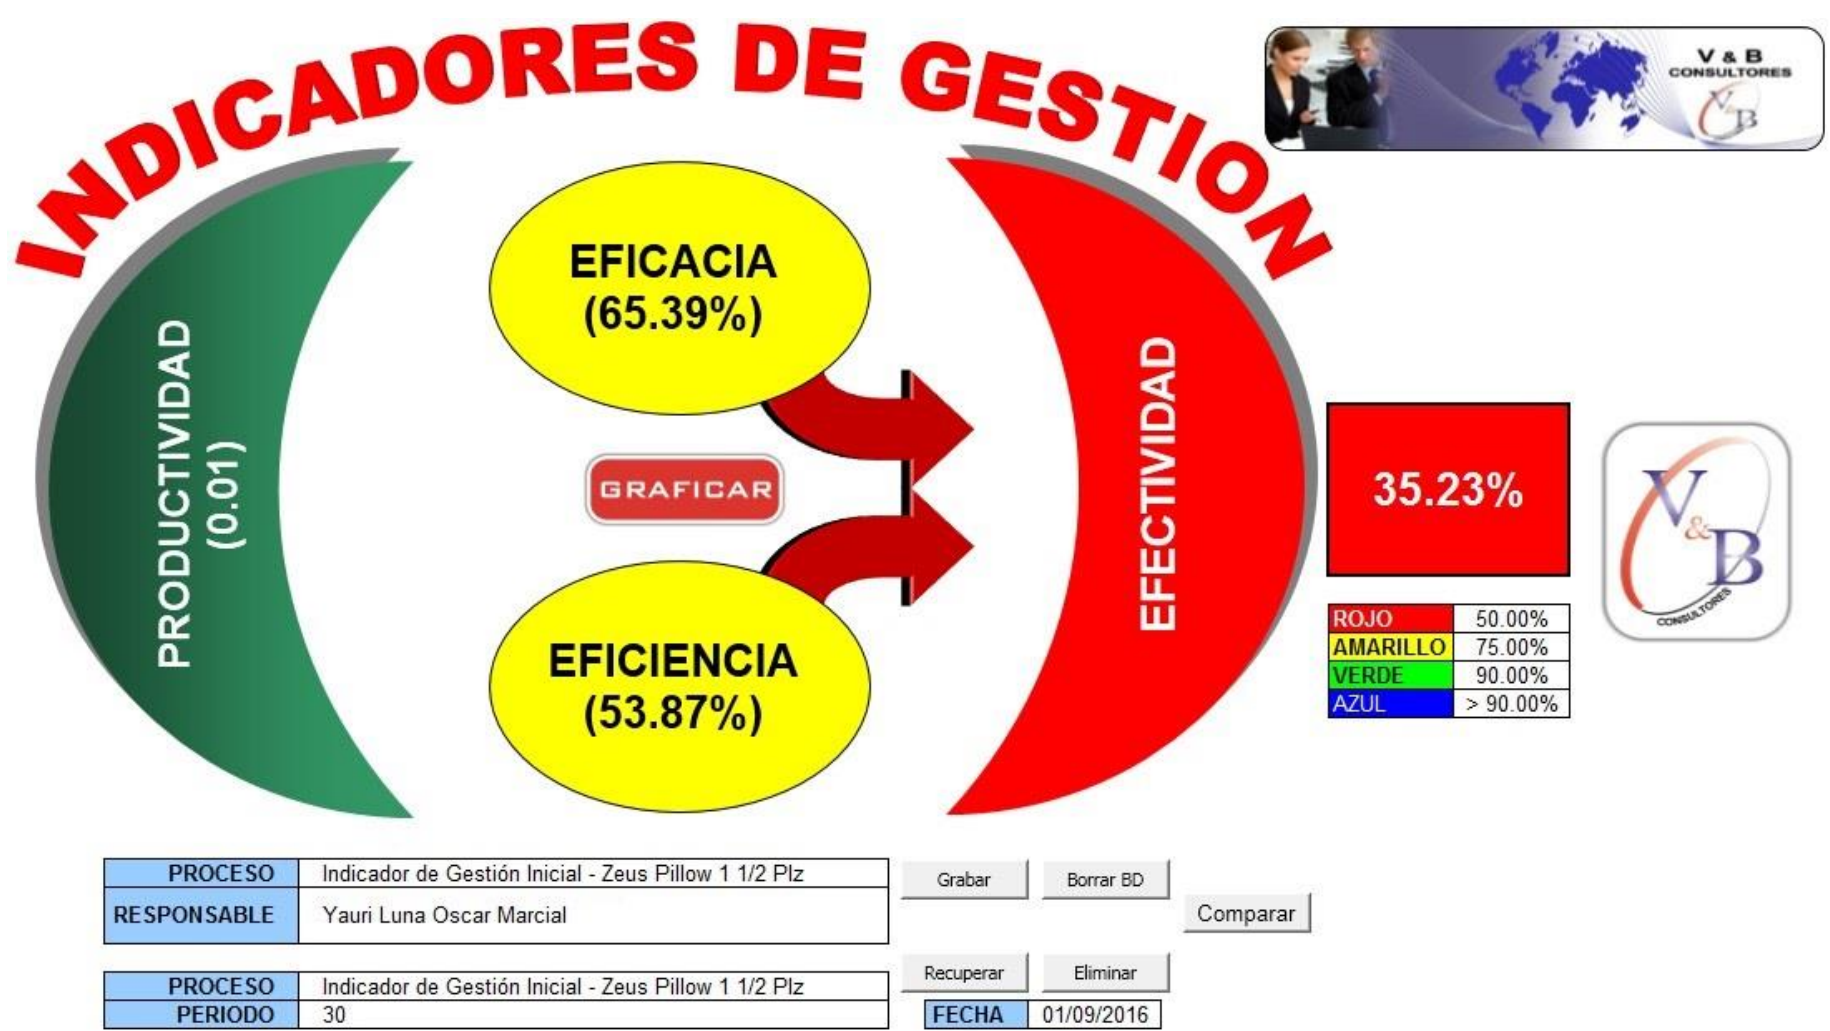 INDICADORES DE GESTION
V & B
CONSULTORES
V&B
PRODUCTIVIDAD
(0.01)
EFICACIA
(65.39%)
GRAFICAR
EFICIENCIA
(53.87%)
EFECTIVIDAD
35.23%
V&B
CONSULTORES
ROJO 50.00%
AMARILLO 75.00%
VERDE 90.00%
AZUL > 90.00%
PROCESO Indicador de Gestión Inicial - Zeus Pillow 1 1/2 Plz
RESPONSABLE Yauri Luna Oscar Marcial
Grabar Borrar BD
Comparar
Recuperar Eliminar
PROCESO Indicador de Gestión Inicial - Zeus Pillow 1 1/2 Plz
PERIODO 30
FECHA 01/09/2016